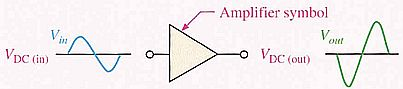 Amplifier symbol
Vin
Vout
VDC (in)
VDC (out)